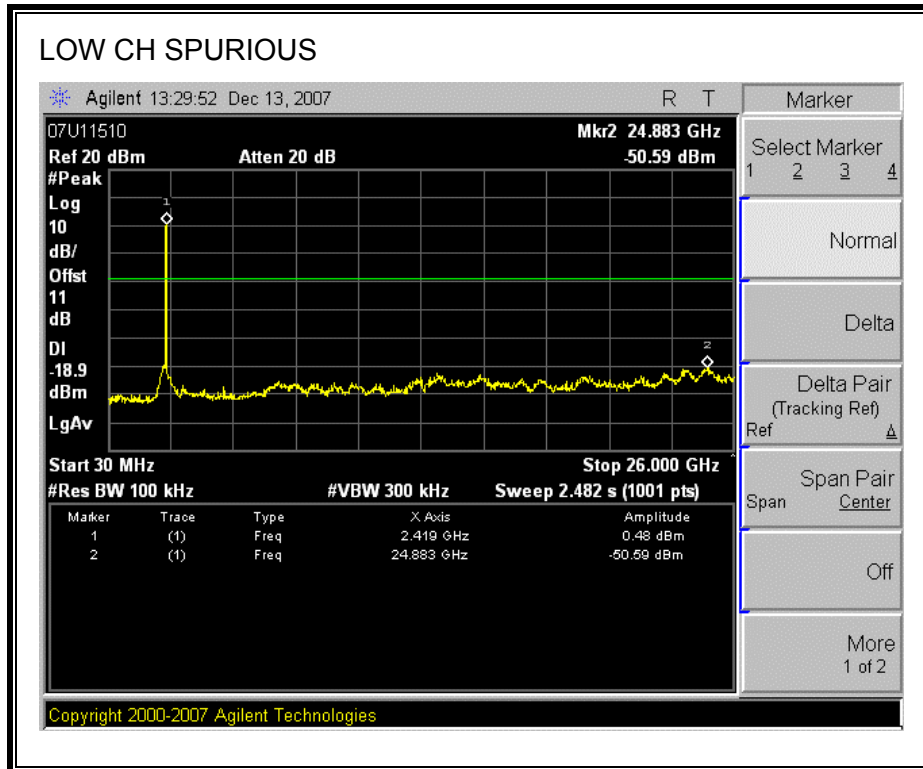 LOW CH SPURIOUS
Agilent 13:29:52 Dec 13, 2007 R T
07U11510 Mkr2 24.883 GHz
Ref 20 dBm Atten 20 dB -50.59 dBm
#Peak
Log
10
dB/
Offst
11
dB
DI
-18.9
dBm
LgAv
1
2
Start 30 MHz Stop 26.000 GHz
#Res BW 100 kHz #VBW 300 kHz Sweep 2.482 s (1001 pts)
Marker Trace Type X Axis Amplitude
1 (1) Freq 2.419 GHz 0.48 dBm
2 (1) Freq 24.883 GHz -50.59 dBm
Marker
Select Marker
1 2 3 4
Normal
Delta
Delta Pair
(Tracking Ref)
Ref Δ
Span Pair
Span Center
Off
More
1 of 2
Copyright 2000-2007 Agilent Technologies